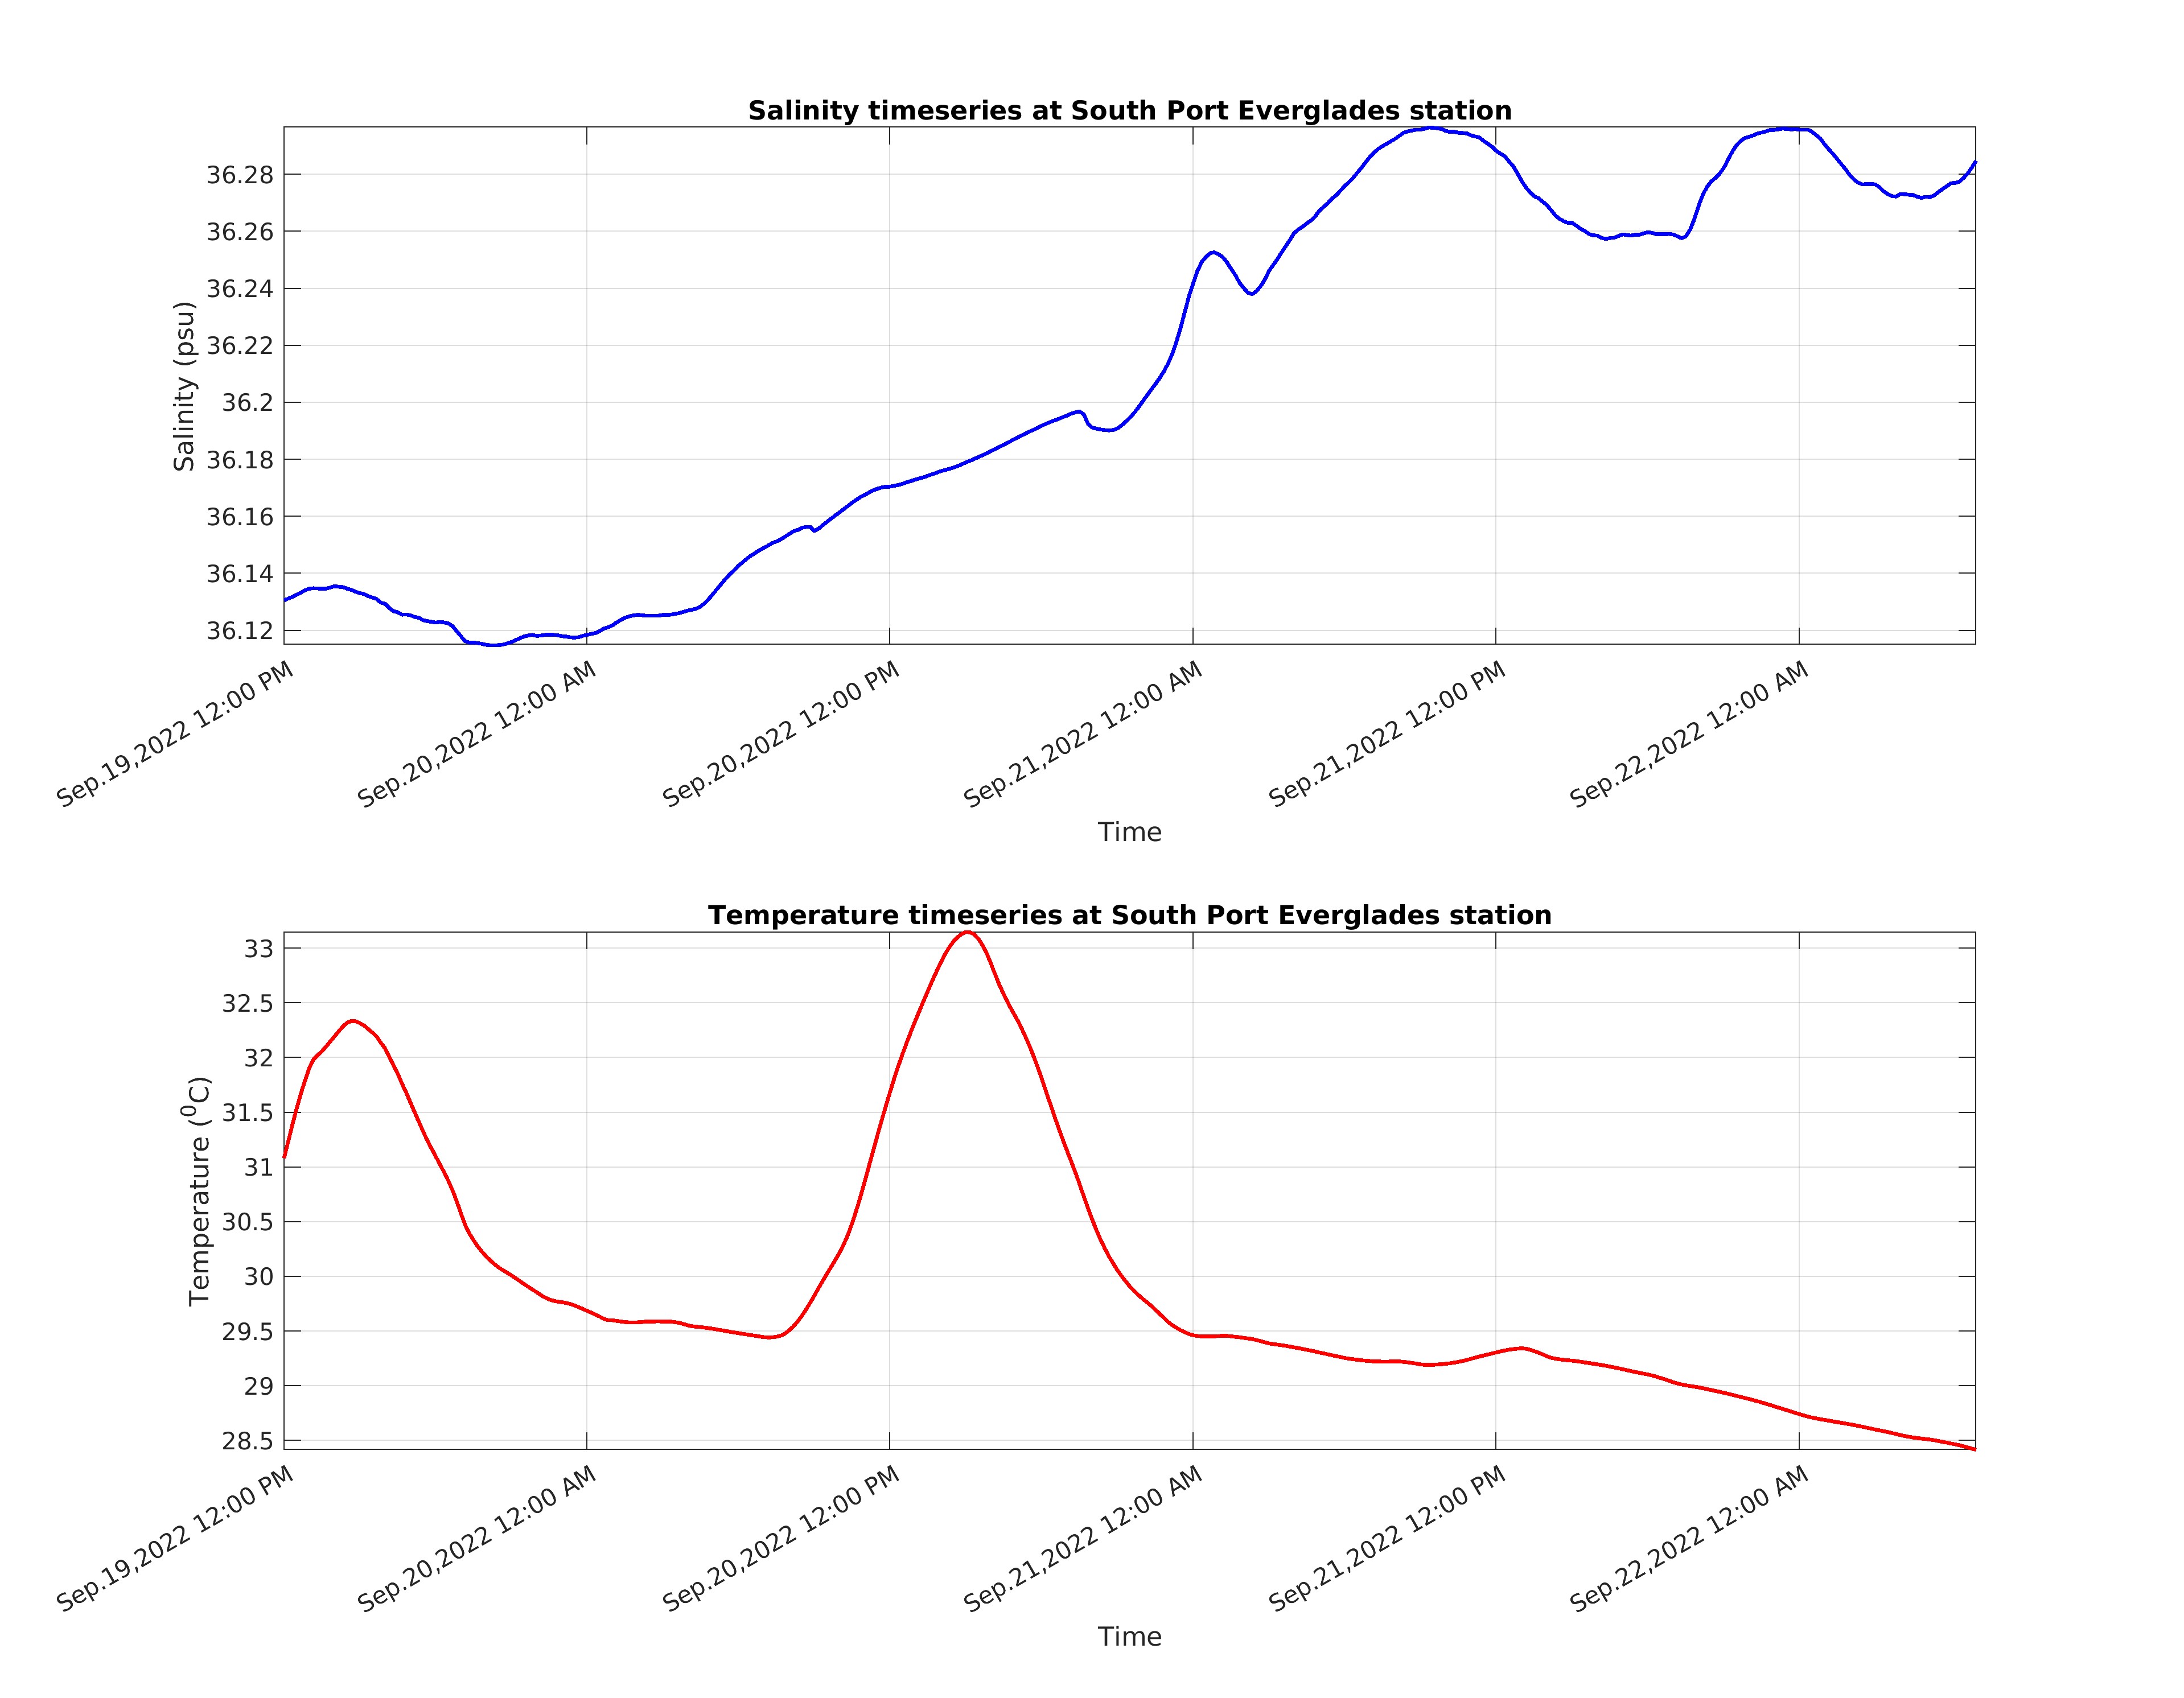 Salinity timeseries at South Port Everglades station
Salinity (psu)
36.28
36.26
36.24
36.22
36.2
36.18
36.16
36.14
36.12
Sep.19,2022 12:00 PM
Sep.20,2022 12:00 AM
Sep.20,2022 12:00 PM
Sep.21,2022 12:00 AM
Sep.21,2022 12:00 PM
Sep.22,2022 12:00 AM
Time
Temperature timeseries at South Port Everglades station
Temperature (⁰C)
33
32.5
32
31.5
31
30.5
30
29.5
29
28.5
Sep.19,2022 12:00 PM
Sep.20,2022 12:00 AM
Sep.20,2022 12:00 PM
Sep.21,2022 12:00 AM
Sep.21,2022 12:00 PM
Sep.22,2022 12:00 AM
Time